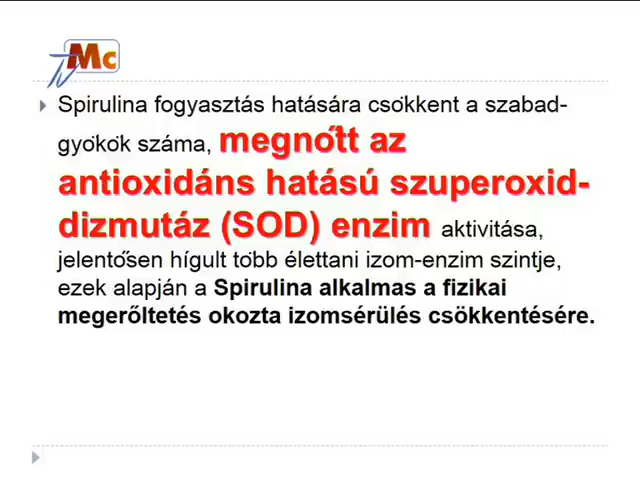 TV Mc
Spirulina fogyasztás hatására csökkent a szabad-
gyökök száma, megnőtt az
antioxidáns hatású szuperoxid-
dizmutáz (SOD) enzim aktivitása,
jelentősen hígult több élettani izom-enzim szintje,
ezek alapján a Spirulina alkalmas a fizikai
megerőltetés okozta izomsérülés csökkentésére.